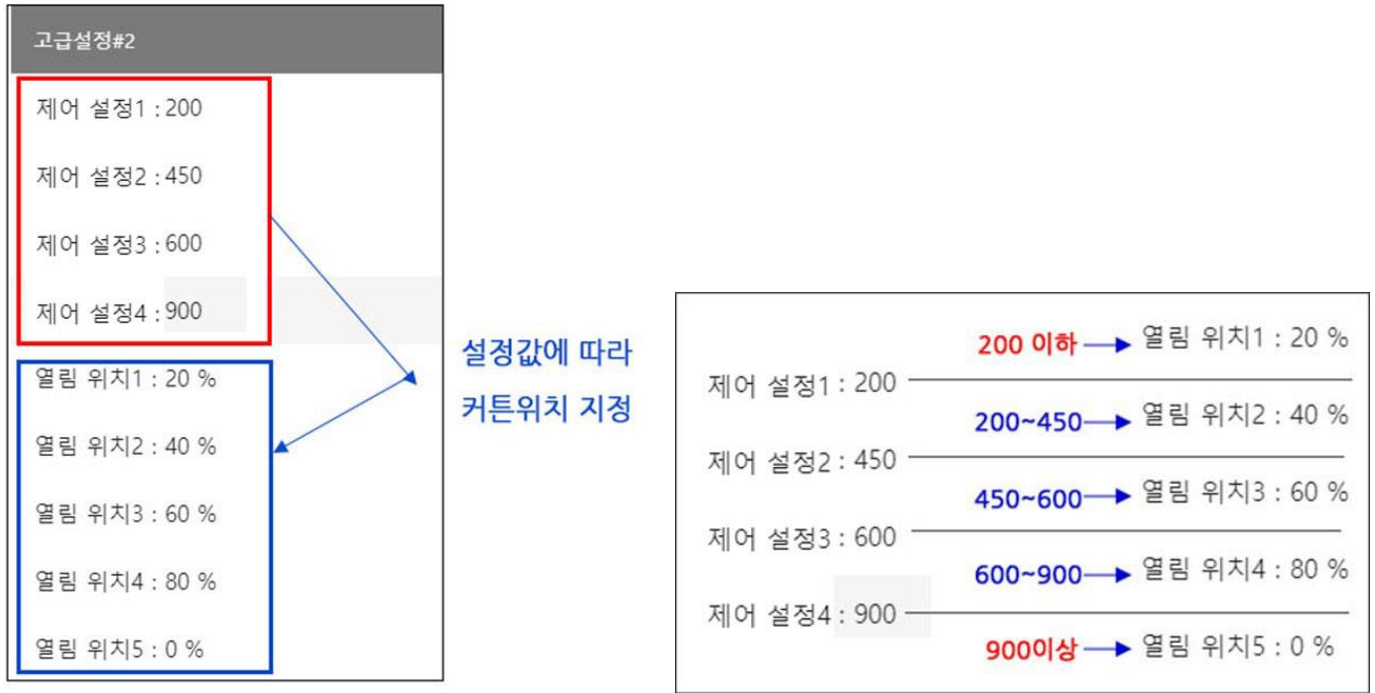 고급설정#2
제어 설정1 : 200
제어 설정2 : 450
제어 설정3 : 600
제어 설정4 : 900
열림 위치1 : 20 %
열림 위치2 : 40 %
열림 위치3 : 60 %
열림 위치4 : 80 %
열림 위치5 : 0 %
설정값에 따라
커튼위치 지정
200 이하 열림 위치1 : 20 %
제어 설정1 : 200
200~450 열림 위치2 : 40 %
제어 설정2 : 450
450~600 열림 위치3 : 60 %
제어 설정3 : 600
600~900 열림 위치4 : 80 %
제어 설정4 : 900
900이상 열림 위치5 : 0 %